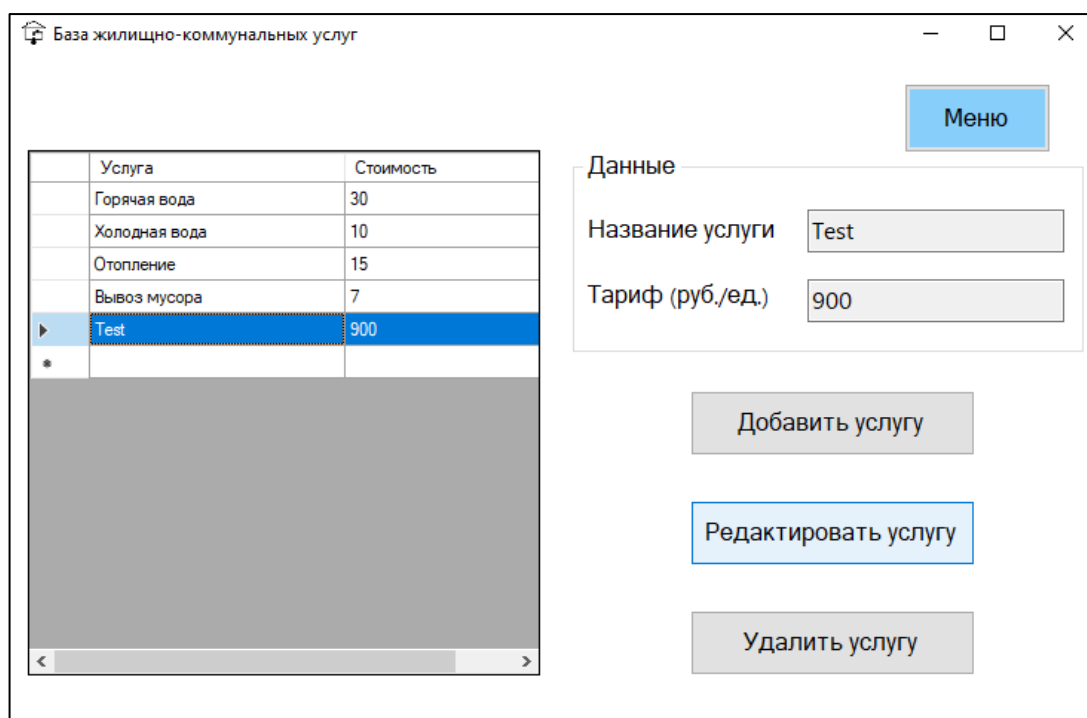 База жилищно-коммунальных услуг
Меню
Услуга Стоимость
Горячая вода 30
Холодная вода 10
Отопление 15
Вывоз мусора 7
Test 900
Данные
Название услуги Test
Тариф (руб./ед.) 900
Добавить услугу
Редактировать услугу
Удалить услугу